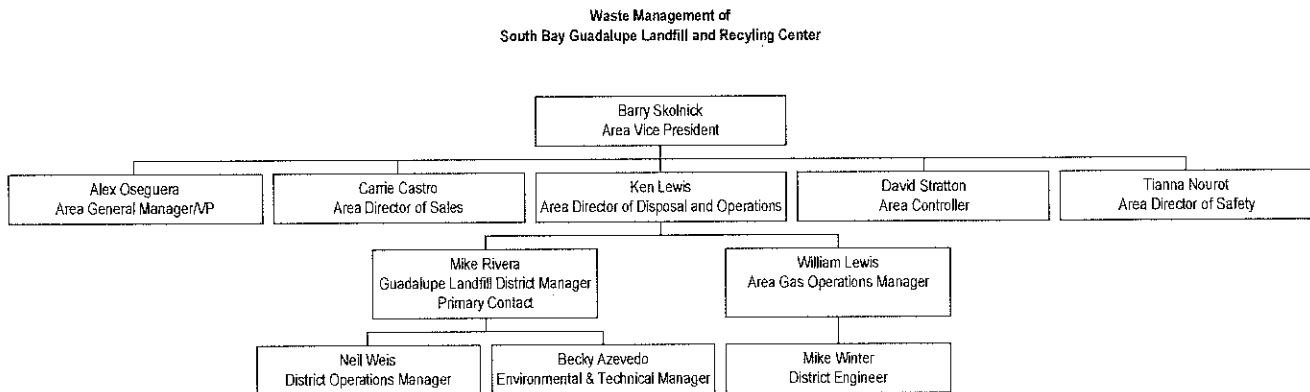 Waste Management of
South Bay Guadalupe Landfill and Recyling Center
Barry Skolnick
Area Vice President
Alex Oseguera
Area General Manager/VP
Carrie Castro
Area Director of Sales
Ken Lewis
Area Director of Disposal and Operations
David Stratton
Area Controller
Tianna Nourot
Area Director of Safety
Mike Rivera
Guadalupe Landfill District Manager
Primary Contact
William Lewis
Area Gas Operations Manager
Neil Weis
District Operations Manager
Becky Azevedo
Environmental & Technical Manager
Mike Winter
District Engineer